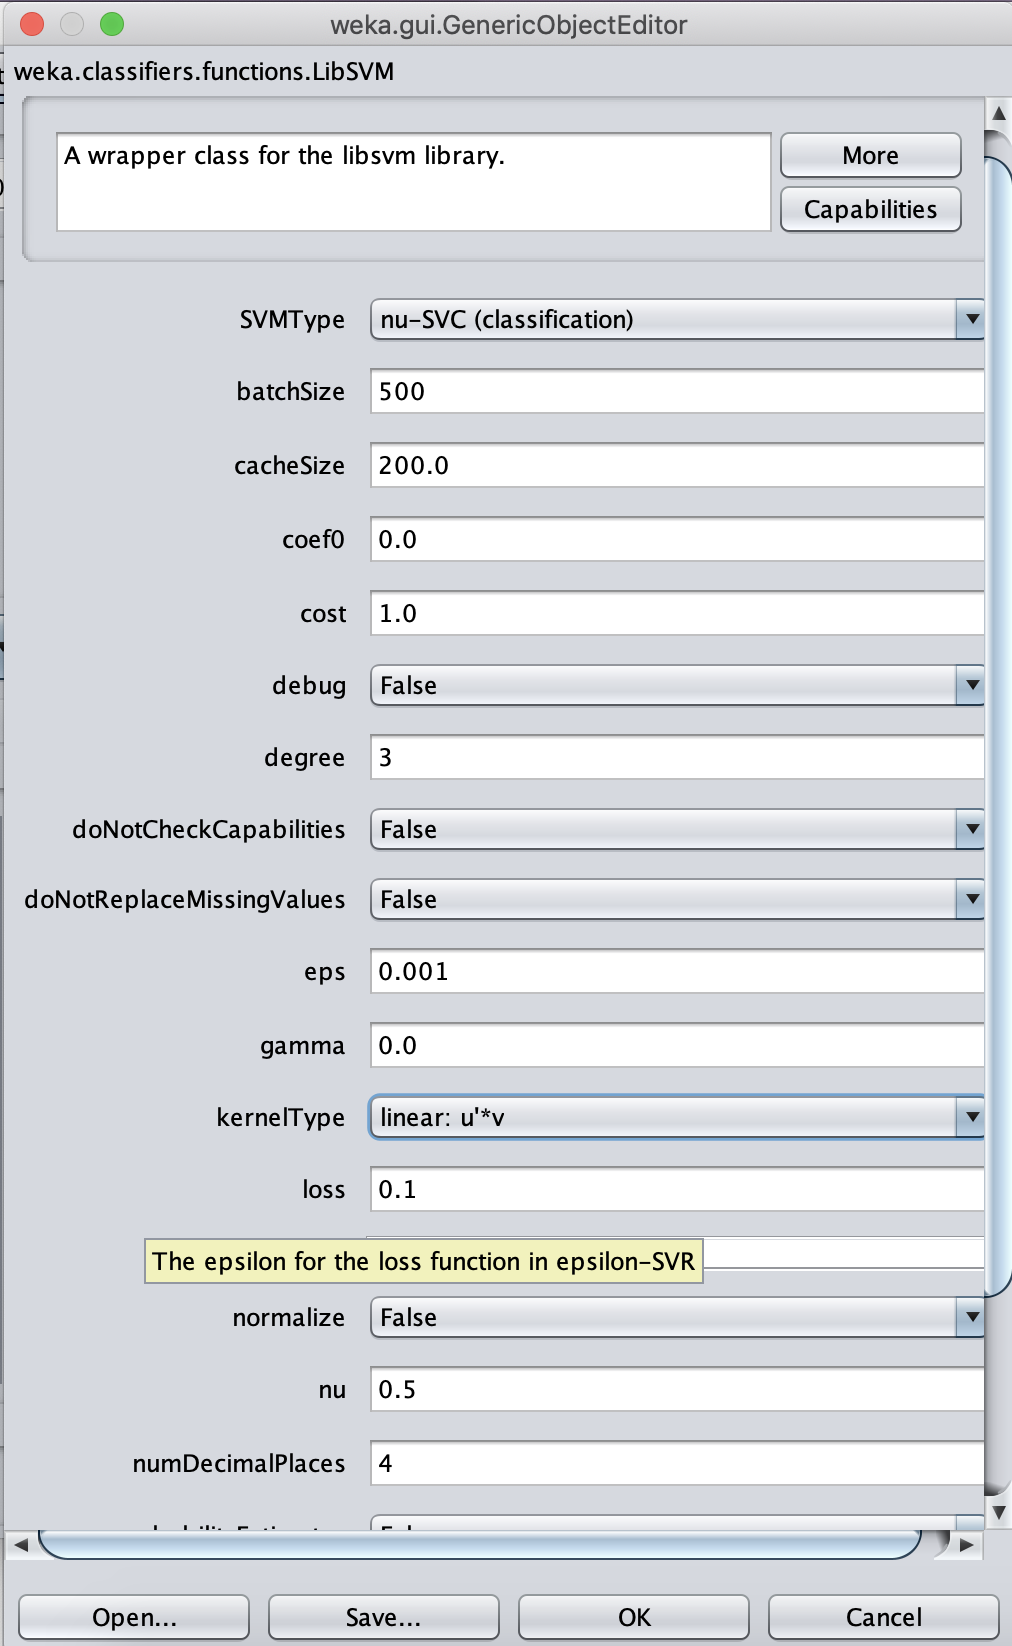 weka.gui.GenericObjectEditor
weka.classifiers.functions.LibSVM
A wrapper class for the libsvm library.
More
Capabilities
SVMType nu-SVC (classification)
batchSize 500
cacheSize 200.0
coef0 0.0
cost 1.0
debug False
degree 3
doNotCheckCapabilities False
doNotReplaceMissingValues False
eps 0.001
gamma 0.0
kernelType linear: u'*v
loss 0.1
The epsilon for the loss function in epsilon-SVR
normalize False
nu 0.5
numDecimalPlaces 4
Open... Save... OK Cancel